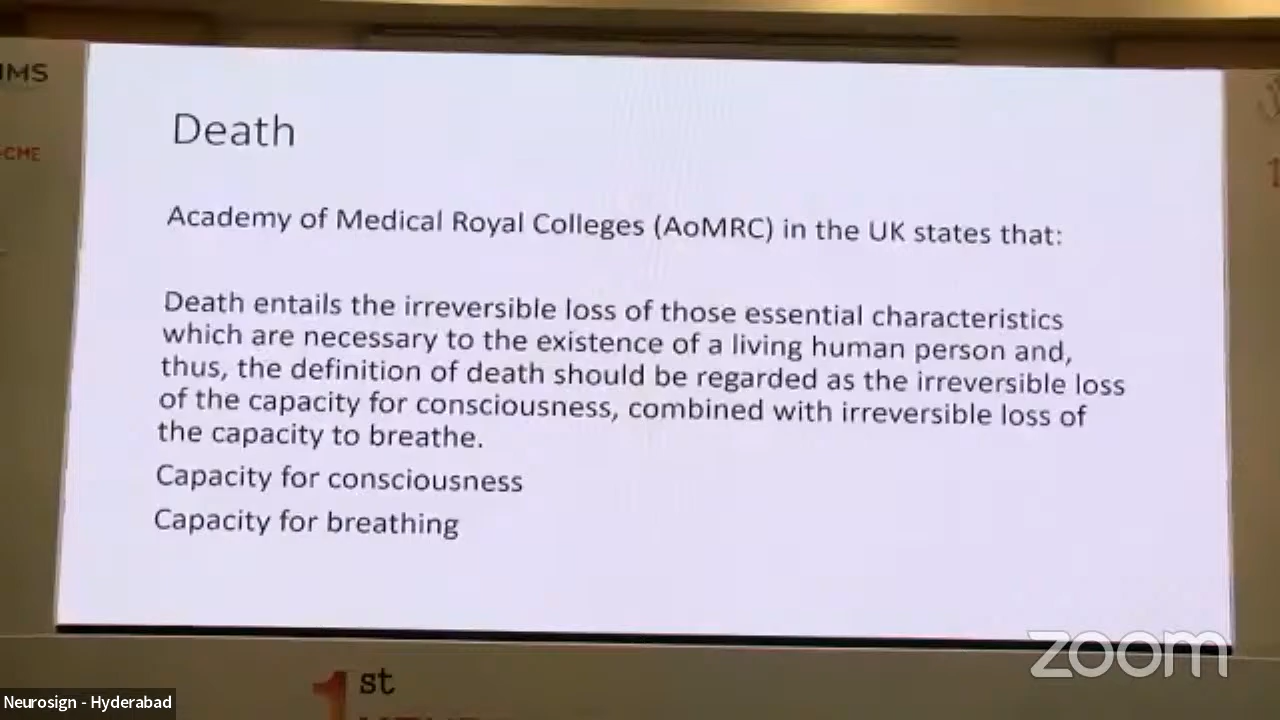 IMS
CME
Death
Academy of Medical Royal Colleges (AoMRC) in the UK states that:
Death entails the irreversible loss of those essential characteristics
which are necessary to the existence of a living human person and,
thus, the definition of death should be regarded as the irreversible loss
of the capacity for consciousness, combined with irreversible loss of
the capacity to breathe.
Capacity for consciousness
Capacity for breathing
zoom
1st
Neurosign - Hyderabad